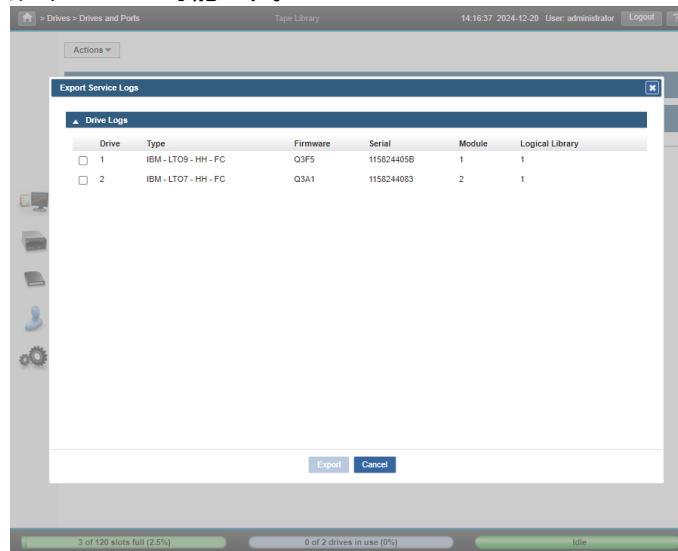 > Drives > Drives and Ports
Tape Library
14:16:37 2024-12-20 User: administrator
Logout
?
Actions
Export Service Logs
Drive Logs
Drive Type Firmware Serial Module Logical Library
1 IBM - LTO9 - HH - FC Q3F5 115824405B 1 1
2 IBM - LTO7 - HH - FC Q3A1 1158244083 2 1
Export
Cancel
3 of 120 slots full (2.5%)
0 of 2 drives in use (0%)
Idle